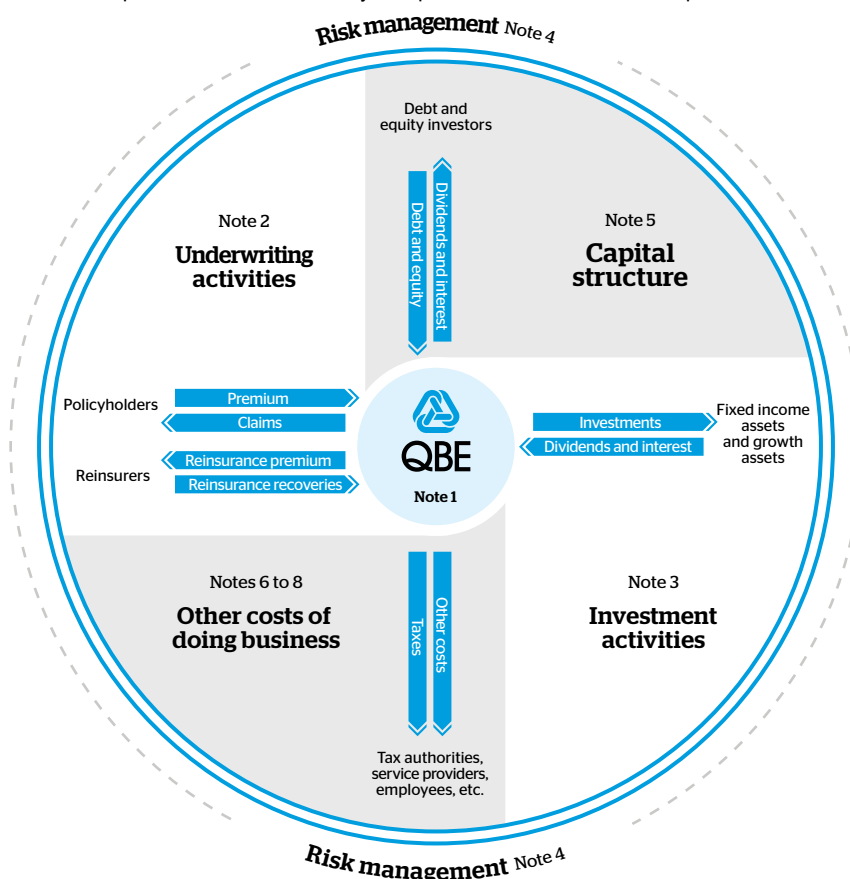 Risk management Note 4
Debt and
equity investors
Debt and equity
Dividends and interest
Note 2
Underwriting
activities
Note 5
Capital
structure
Policyholders
Premium
Claims
Reinsurers
Reinsurance premium
Reinsurance recoveries
QBE
Note 1
Investments
Dividends and interest
Fixed income
assets
and growth
assets
Notes 6 to 8
Other costs of
doing business
Taxes
Other costs
Note 3
Investment
activities
Tax authorities,
service providers,
employees, etc.
Risk management Note 4